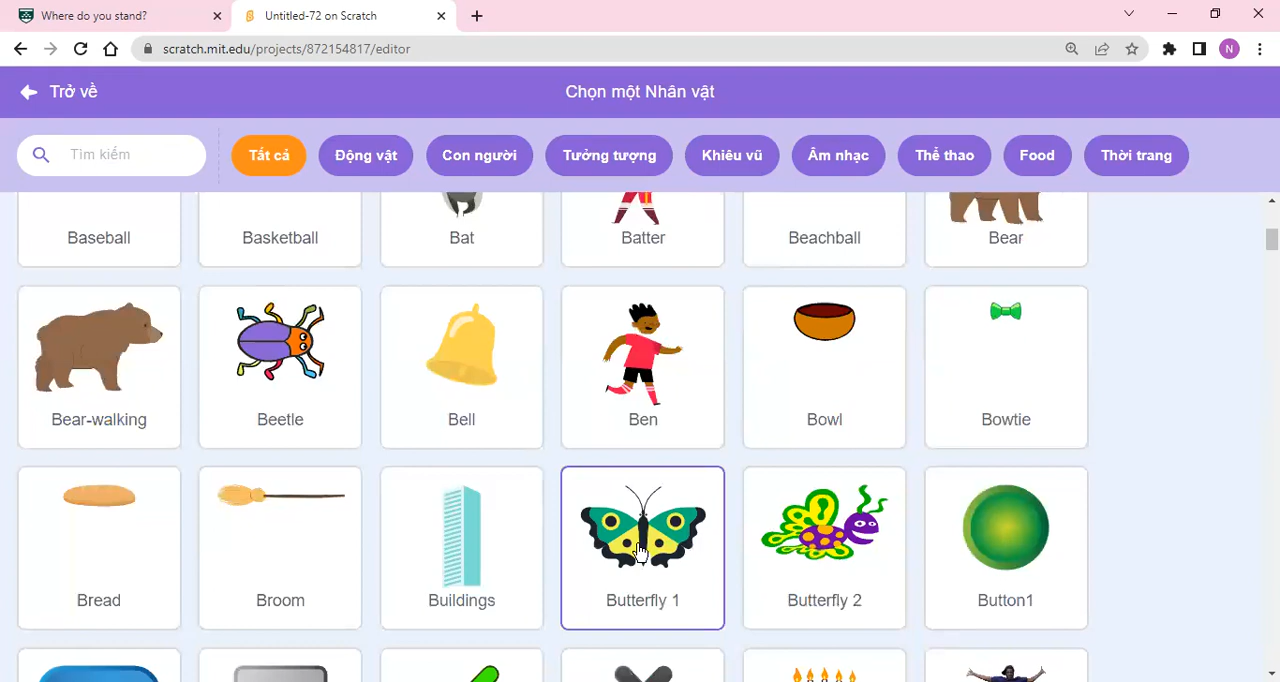 Where do you stand?
Untitled-72 on Scratch
scratch.mit.edu/projects/872154817/editor
N
Trở về
Chọn một Nhân vật
Tìm kiếm
Tất cả
Động vật
Con người
Tưởng tượng
Khiêu vũ
Âm nhạc
Thể thao
Food
Thời trang
Baseball
Basketball
Bat
Batter
Beachball
Bear
Bear-walking
Beetle
Bell
Ben
Bowl
Bowtie
Bread
Broom
Buildings
Butterfly 1
Butterfly 2
Button1